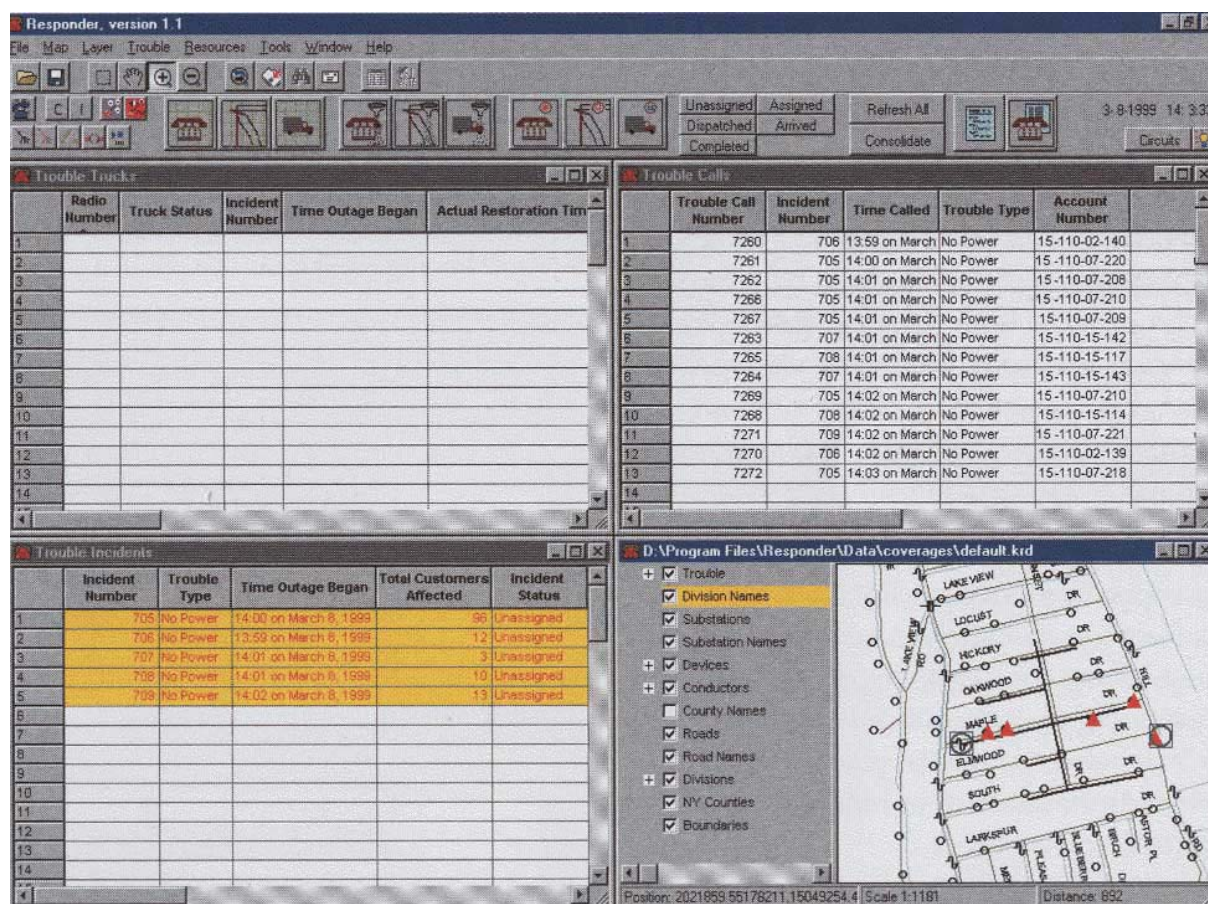 Responder, version 1.1
File Map Layer Trouble Resources Tools Window Help
C I
Unassigned Assigned
Dispatched Arrived
Completed
Refresh All
Consolidate
Circuits
Trouble Trucks
Radio Number Truck Status Incident Number Time Outage Began Actual Restoration Tim
1
2
3
4
5
6
7
8
9
10
11
12
13
14
Trouble Calls
Trouble Call Number Incident Number Time Called Trouble Type Account Number
1 7260 706 13:59 on March No Power 15-110-02-140
2 7261 705 14:00 on March No Power 15 -110-07-220
3 7262 705 14:01 on March No Power 15-110-07-208
4 7266 705 14:01 on March No Power 15 -110-07-210
5 7267 705 14:01 on March No Power 15-110-07-209
6 7263 707 14:01 on March No Power 15-110-15-142
7 7265 708 14:01 on March No Power 15-110-15-117
8 7264 707 14:01 on March No Power 15-110-15-143
9 7269 705 14:02 on March No Power 15-110-07-210
10 7268 708 14:02 on March No Power 15-110-15-114
11 7271 709 14:02 on March No Power 15 -110-07-221
12 7270 706 14:02 on March No Power 15-110-02-139
13 7272 705 14:03 on March No Power 15-110-07-218
14
Trouble Incidents
Incident Number Trouble Type Time Outage Began Total Customers Affected Incident Status
1 705 No Power 14:00 on March 8, 1999 96 Unassigned
2 706 No Power 13:59 on March 8, 1999 12 Unassigned
3 707 No Power 14:01 on March 8, 1999 3 Unassigned
4 708 No Power 14:01 on March 8, 1999 10 Unassigned
5 709 No Power 14:02 on March 8, 1999 13 Unassigned
6
7
8
9
10
11
12
13
14
D:\Program Files\Responder\Data\coverages\default.krd
Trouble
Division Names
Substations
Substation Names
Devices
Conductors
County Names
Roads
Road Names
Divisions
NY Counties
Boundaries
LAKE VIEW
LAKE VIEW RD
LOCUST DR
HICKORY DR
OAKWOOD DR
HILL
MAPLE DR
ELMWOOD DR
DR
SOUTH DR
LARKSPUR DR
ASTOR PL
RD
Position: 2021859.55178211,15049254.4 Scale 1:1181 Distance: 892